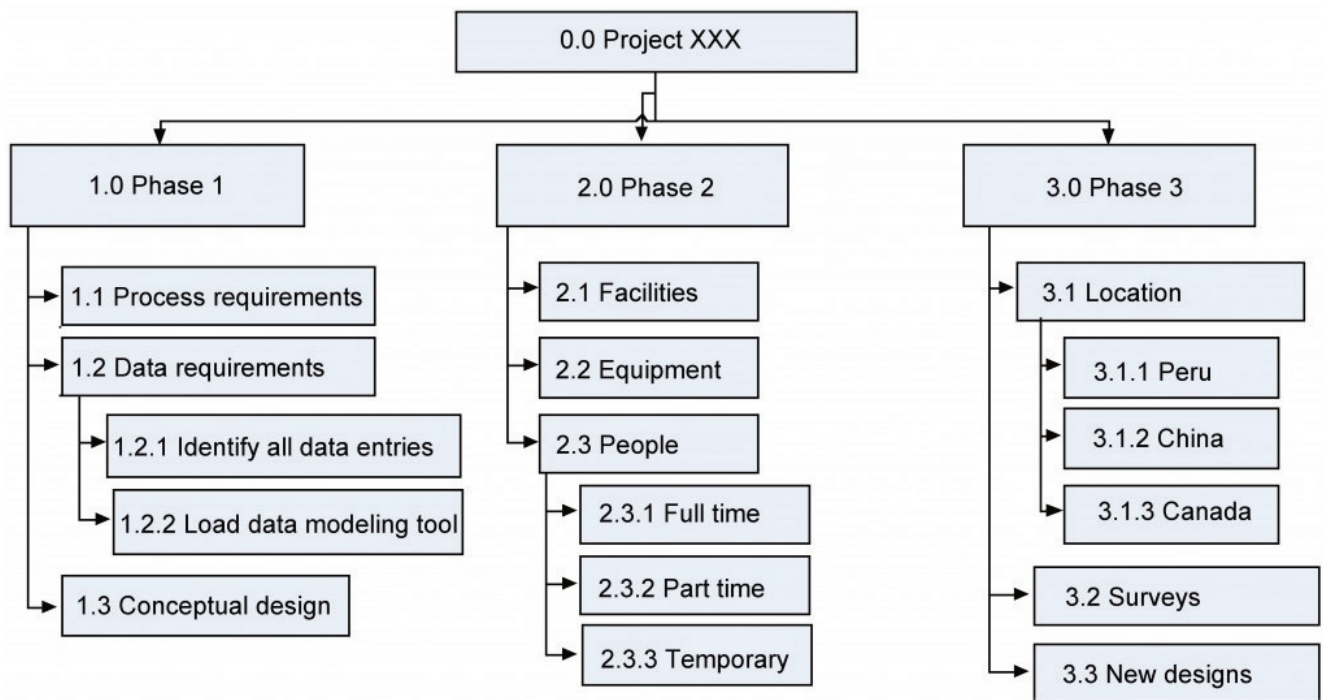 0.0 Project XXX
1.0 Phase 1
1.1 Process requirements
1.2 Data requirements
1.2.1 Identify all data entries
1.2.2 Load data modeling tool
1.3 Conceptual design
2.0 Phase 2
2.1 Facilities
2.2 Equipment
2.3 People
2.3.1 Full time
2.3.2 Part time
2.3.3 Temporary
3.0 Phase 3
3.1 Location
3.1.1 Peru
3.1.2 China
3.1.3 Canada
3.2 Surveys
3.3 New designs